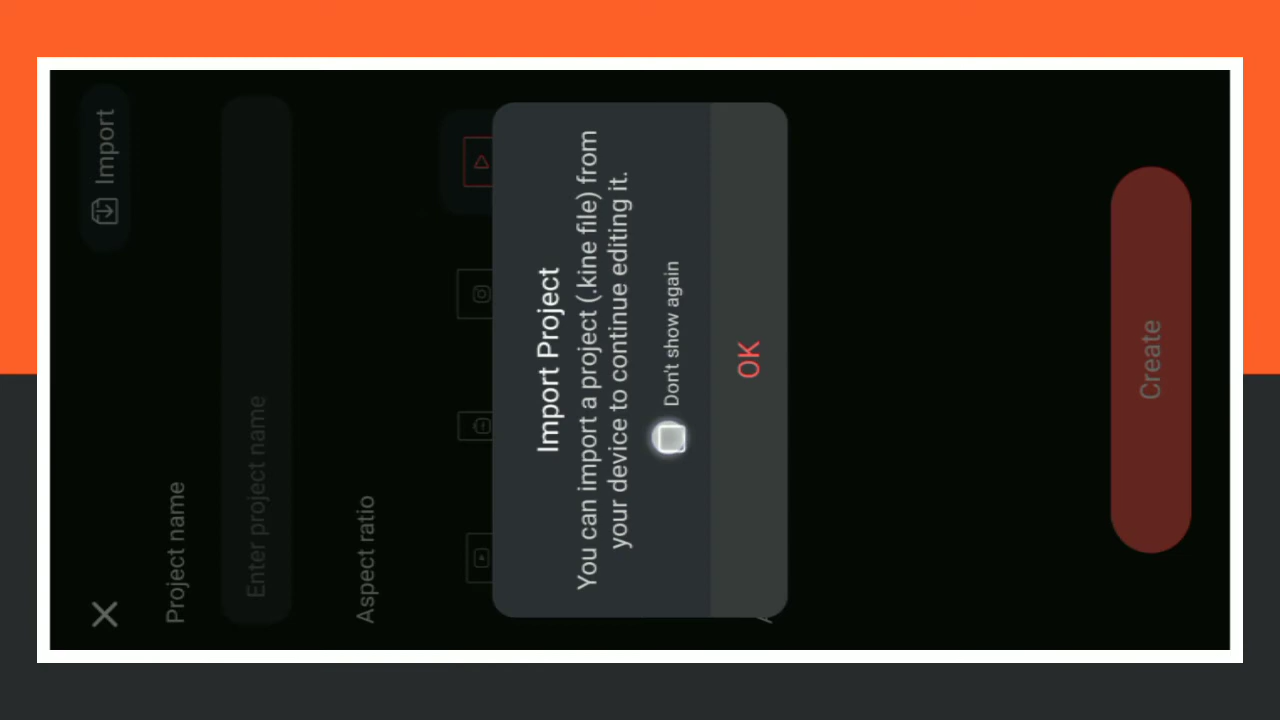 Import
Project name
Enter project name
Aspect ratio
Import Project
You can import a project (.kine file) from
your device to continue editing it.
Don't show again
OK
Create